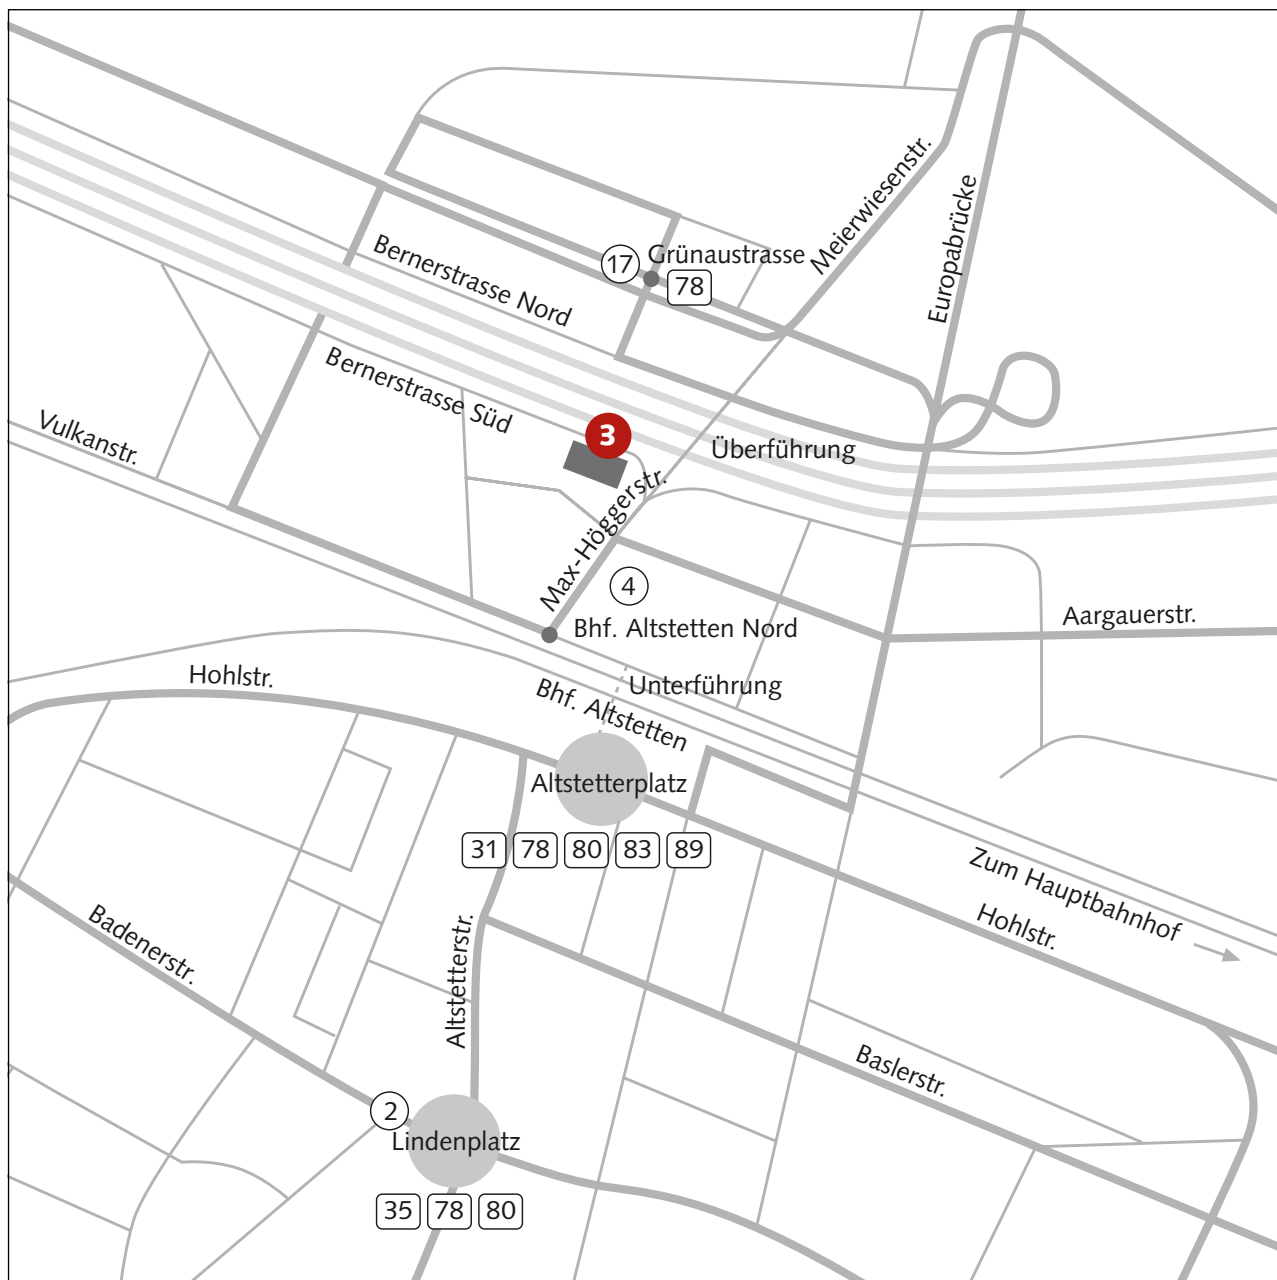 Meierwiesenstr.
Europabrücke
Grünaustrasse
17
78
Bernerstrasse Nord
Bernerstrasse Süd
Vulkanstr.
3
Überführung
Max-Höggerstr.
4
Bhf. Altstetten Nord
Aargauerstr.
Hohlstr.
Unterführung
Bhf. Altstetten
Altstetterplatz
31 78 80 83 89
Zum Hauptbahnhof
Hohlstr.
Badenerstr.
Altstetterstr.
Baslerstr.
2
Lindenplatz
35 78 80